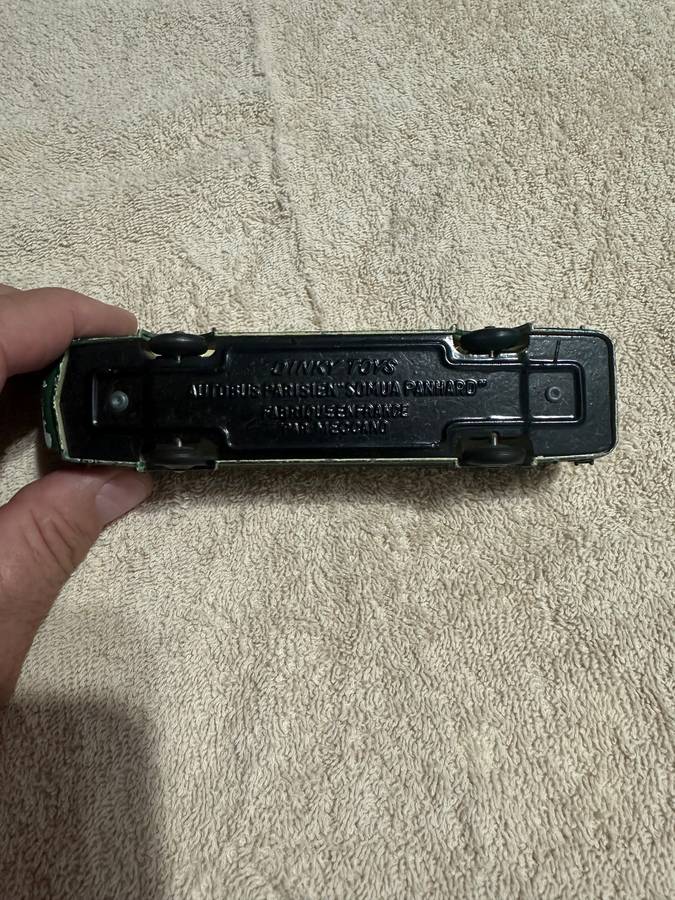 DINKY TOYS
AUTOBUS PARISIEN "SOMUA PANHARD"
FABRIQUE EN FRANCE
PAR MECCANO